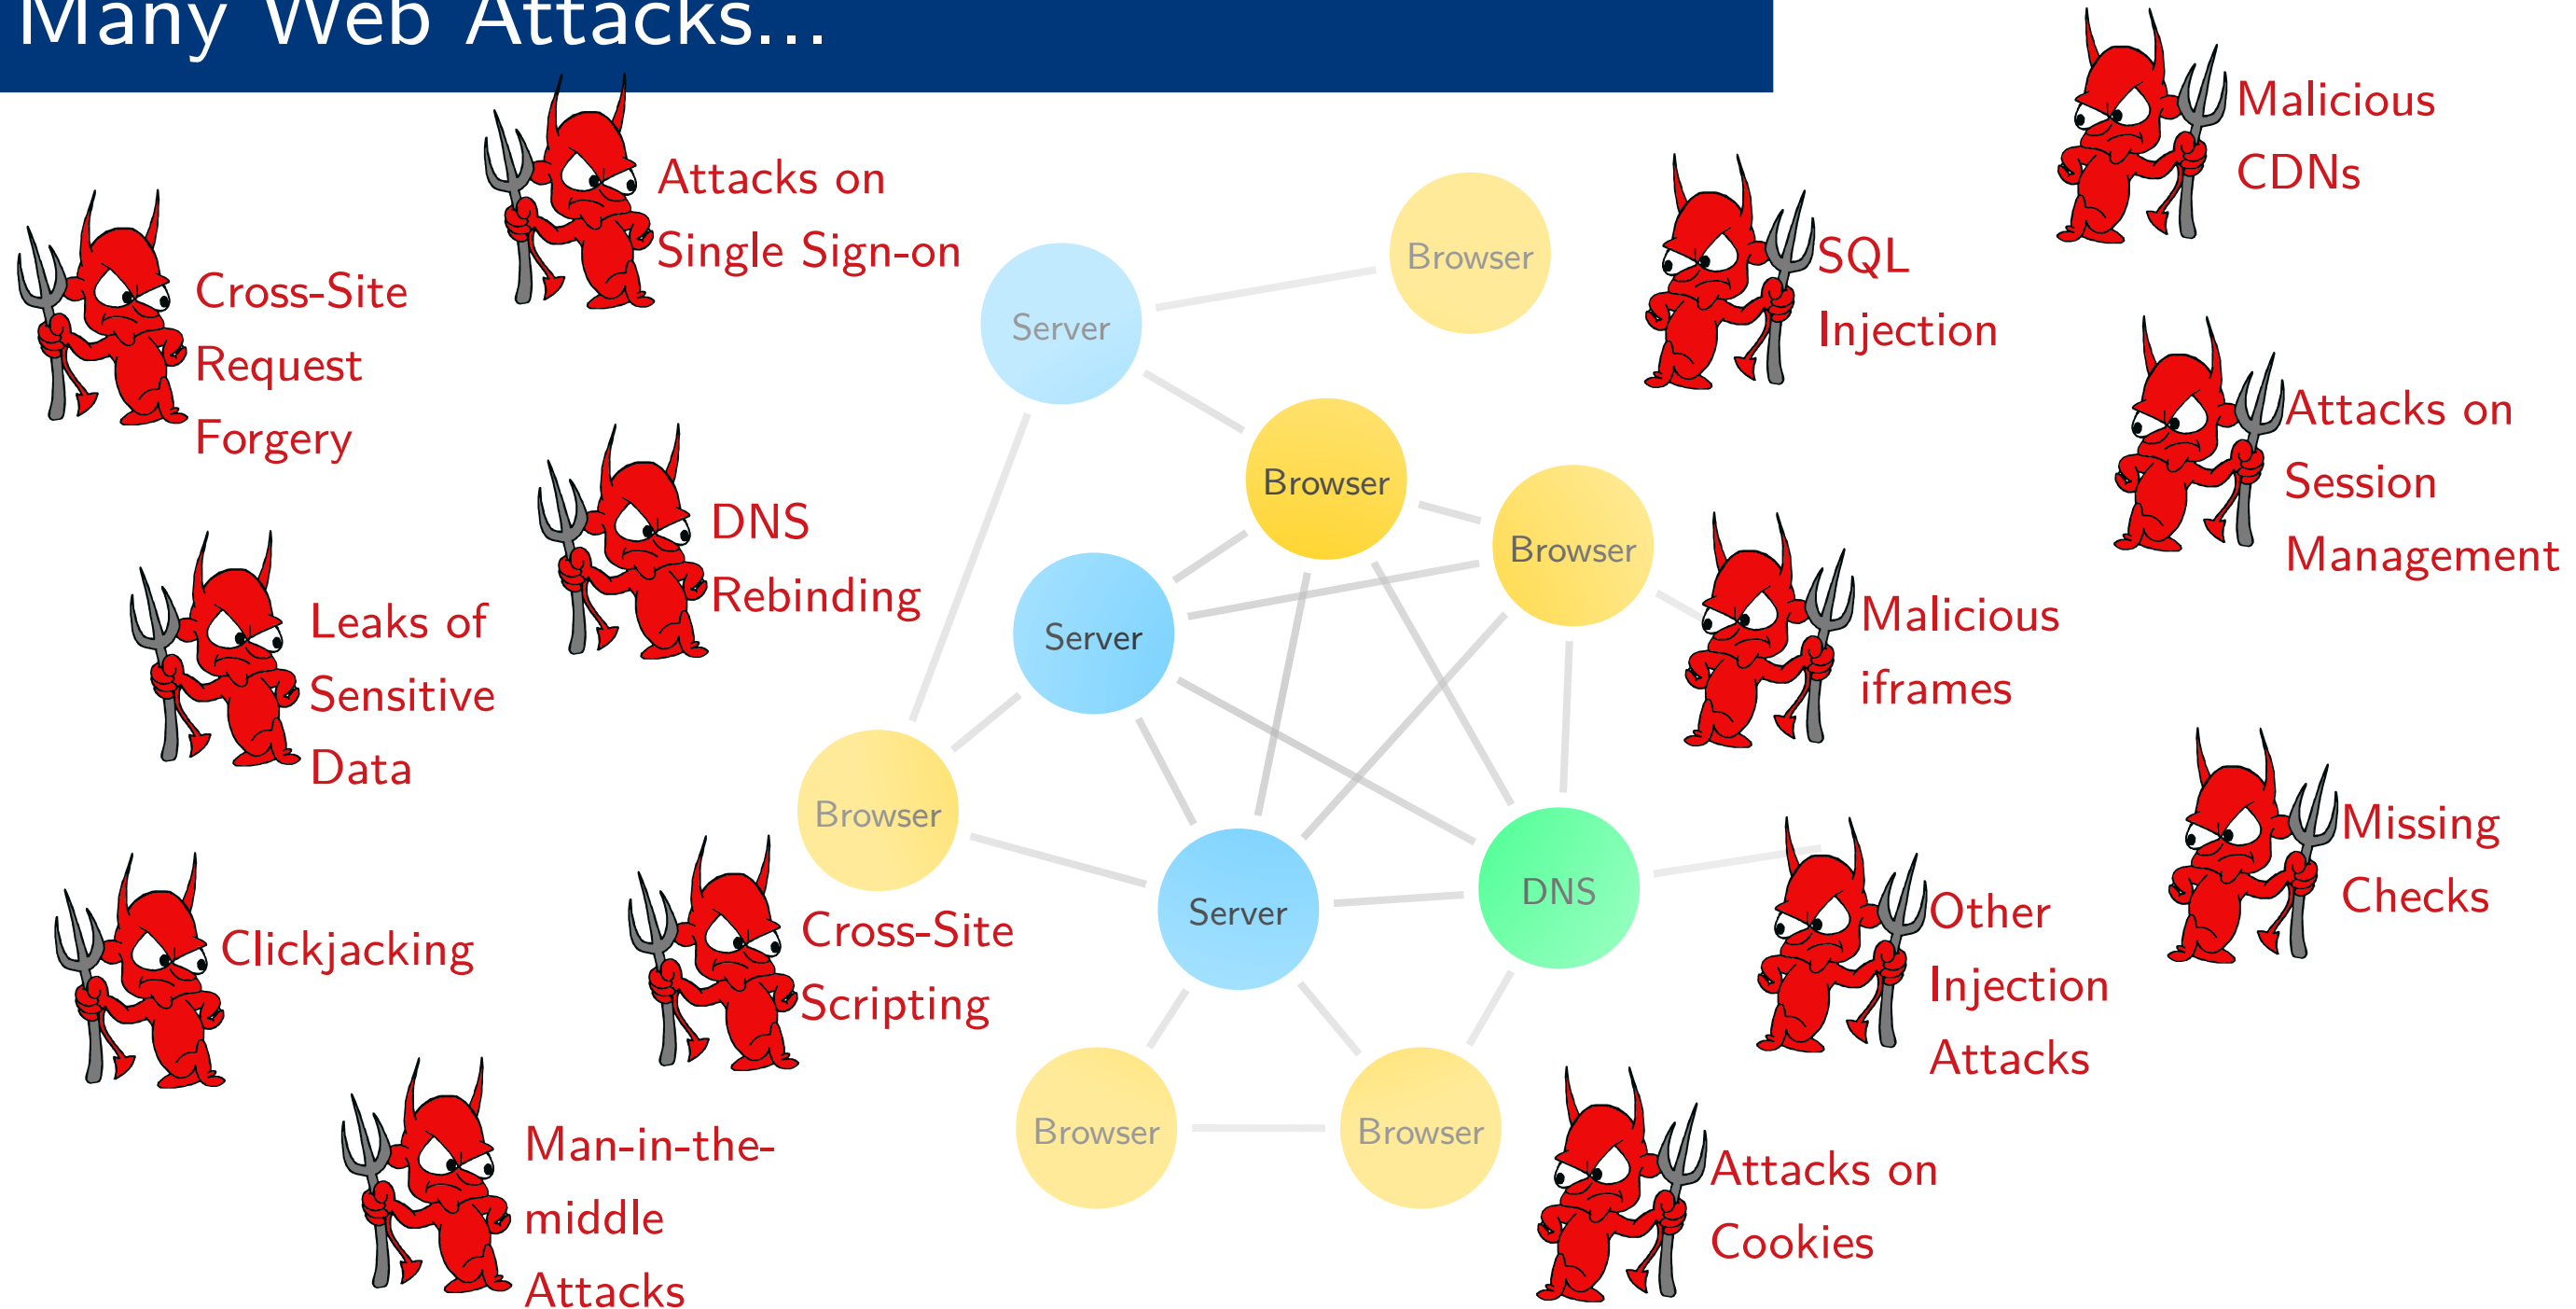 Many Web Attacks...
Malicious
CDNs
Attacks on
Single Sign-on
Browser
SQL
Injection
Cross-Site
Request
Forgery
Server
Attacks on
Session
Management
Browser
DNS
Rebinding
Browser
Malicious
iframes
Leaks of
Sensitive
Data
Server
Browser
Missing
Checks
Clickjacking
Cross-Site
Scripting
Server
DNS
Other
Injection
Attacks
Man-in-the-
middle
Attacks
Browser
Browser
Attacks on
Cookies